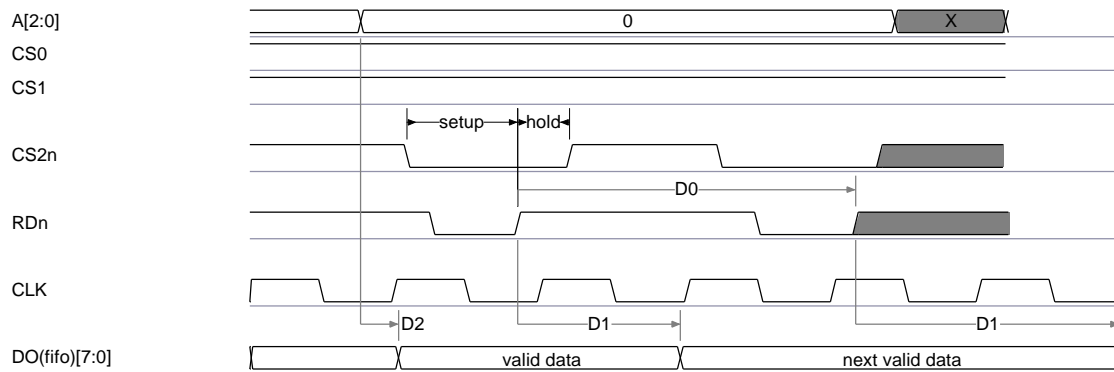 A[2:0] 0 X
CS0
CS1
setup hold
CS2n
D0
RDn
CLK
D2 D1 D1
DO(fifo)[7:0] valid data next valid data